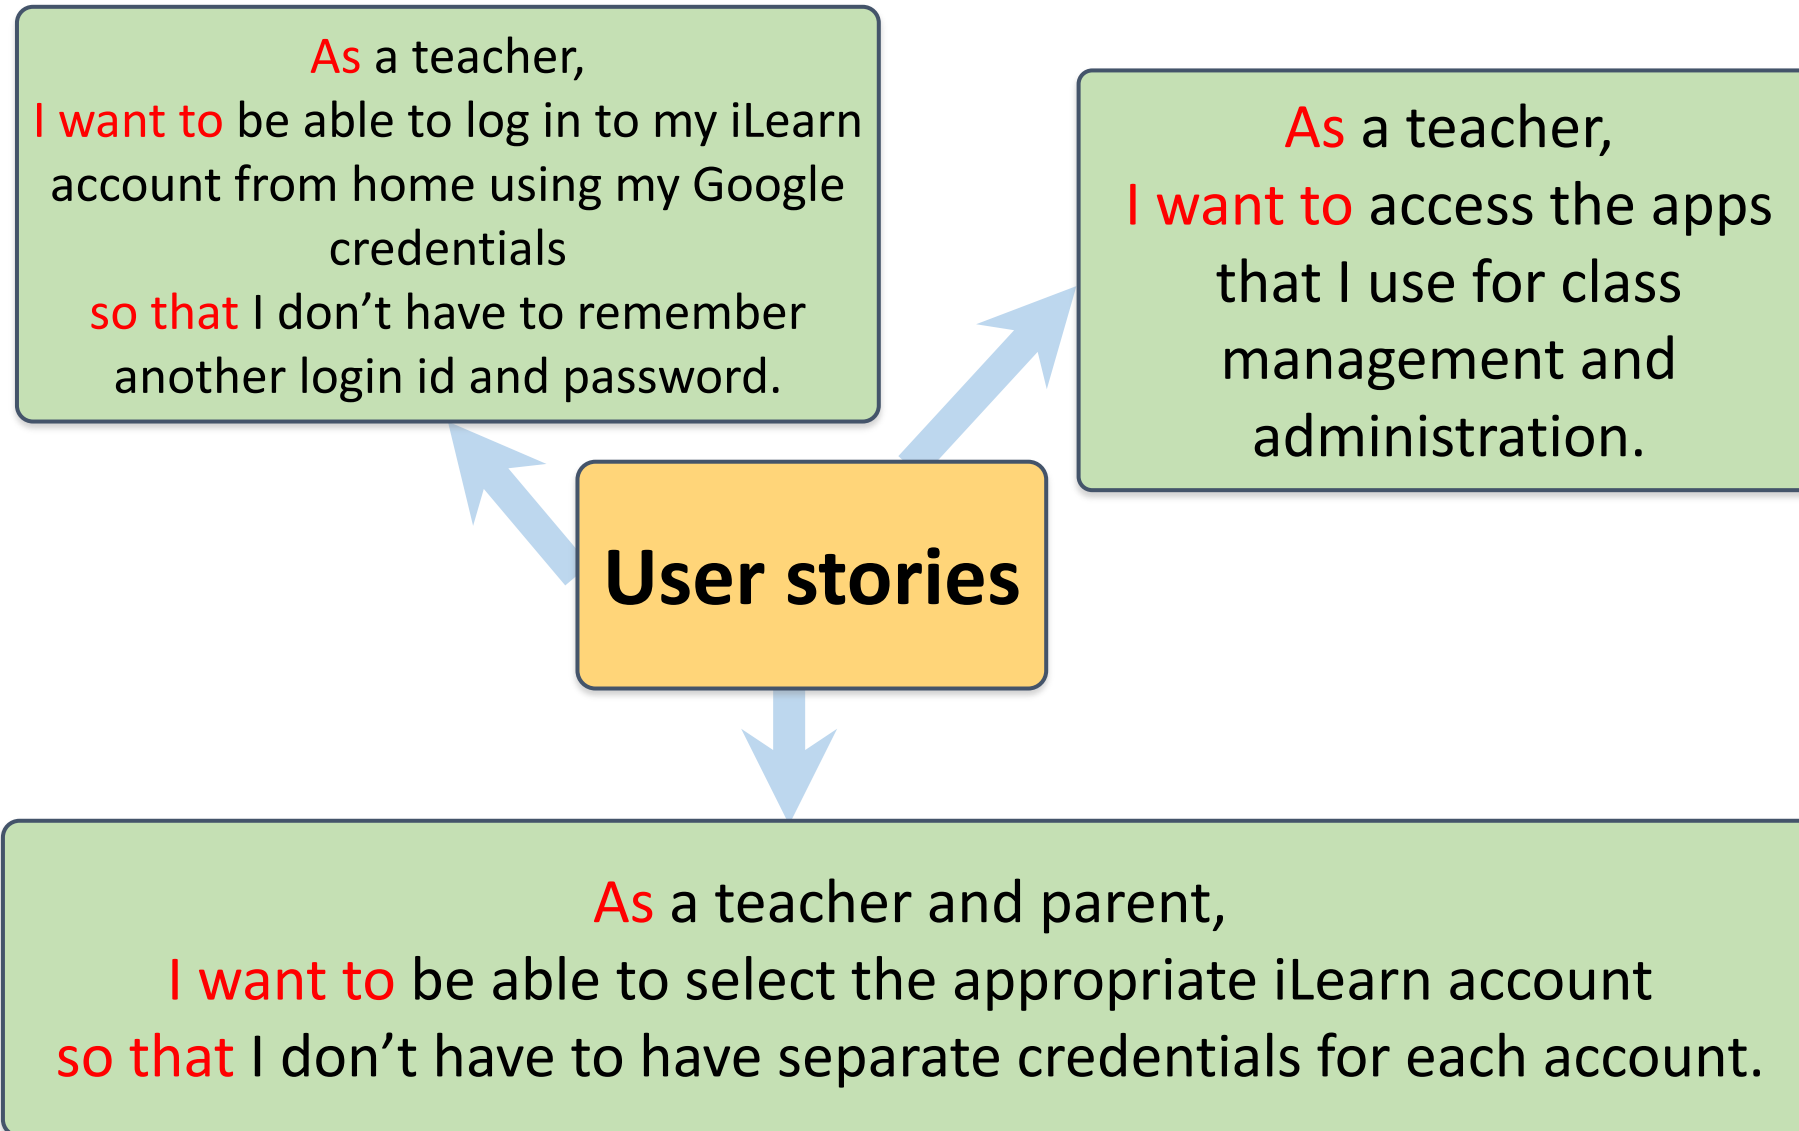 As a teacher,
I want to be able to log in to my iLearn
account from home using my Google
credentials
so that I don’t have to remember
another login id and password.
As a teacher,
I want to access the apps
that I use for class
management and
administration.
User stories
As a teacher and parent,
I want to be able to select the appropriate iLearn account
so that I don’t have to have separate credentials for each account.